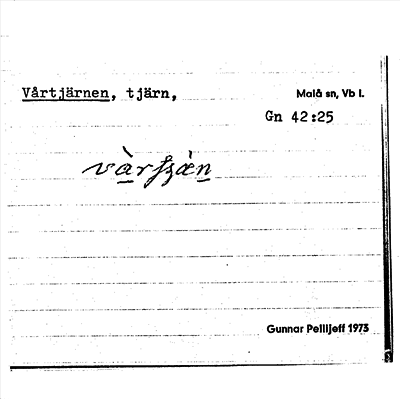 Vårtjärnen, tjärn,
Malå sn, Vb l.
Gn 42:25
Gunnar Pellijeff 1973